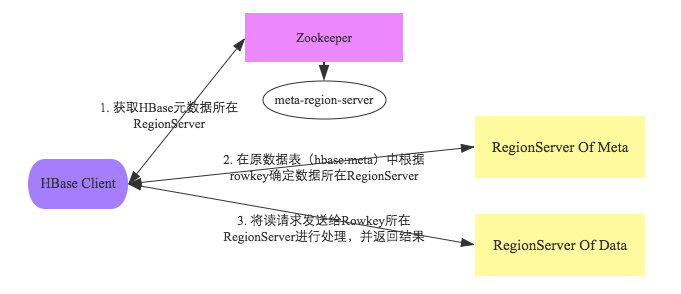 Zookeeper
meta-region-server
1. 获取HBase元数据所在
RegionServer
2. 在原数据表（hbase:meta）中根据
rowkey确定数据所在RegionServer
RegionServer Of Meta
HBase Client
3. 将读请求发送给Rowkey所在
RegionServer进行处理，并返回结果
RegionServer Of Data